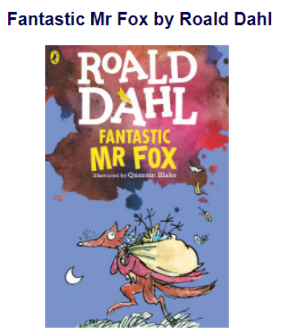 Fantastic Mr Fox by Roald Dahl
ROALD
DAHL
FANTASTIC
MR FOX
Illustrated by Quentin Blake